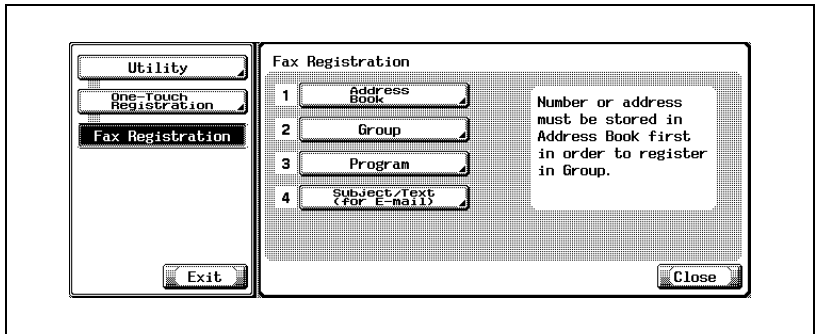 Utility
One-Touch
Registration
Fax Registration
Exit
Fax Registration
1 Address
Book
2 Group
3 Program
4 Subject/Text
(for E-mail)
Number or address
must be stored in
Address Book first
in order to register
in Group.
Close